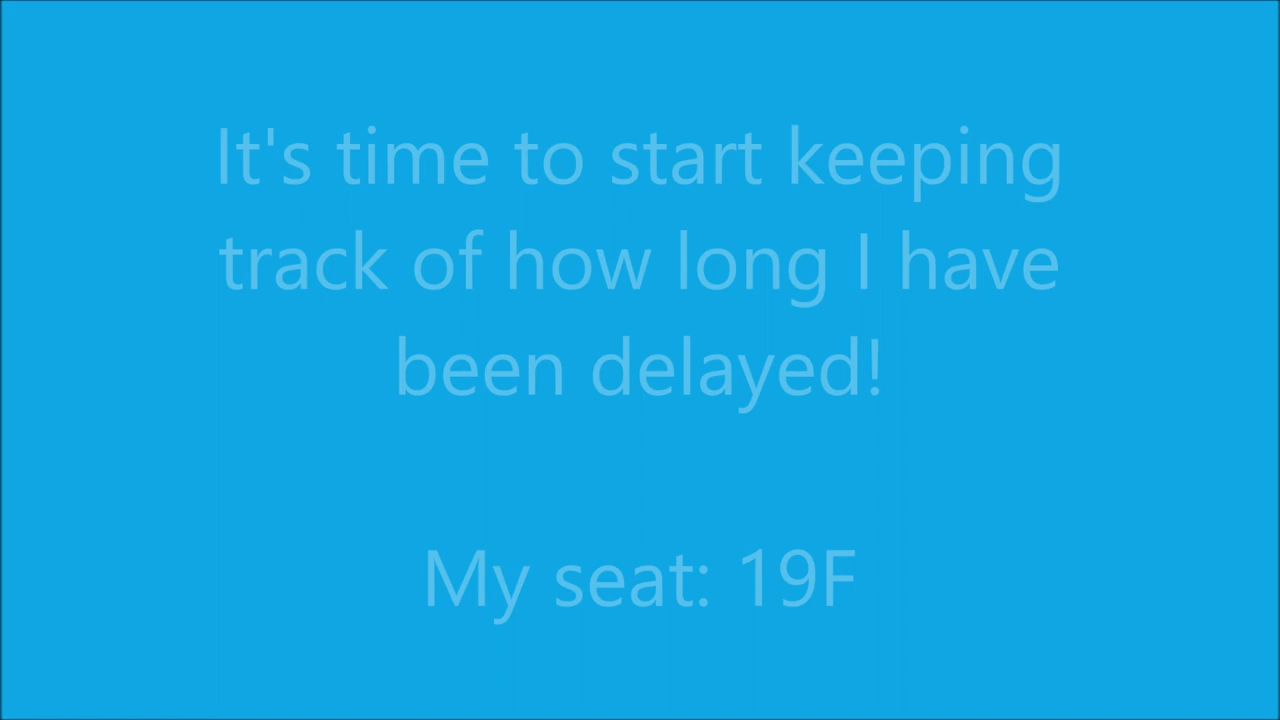 It's time to start keeping
track of how long I have
been delayed!
My seat: 19F